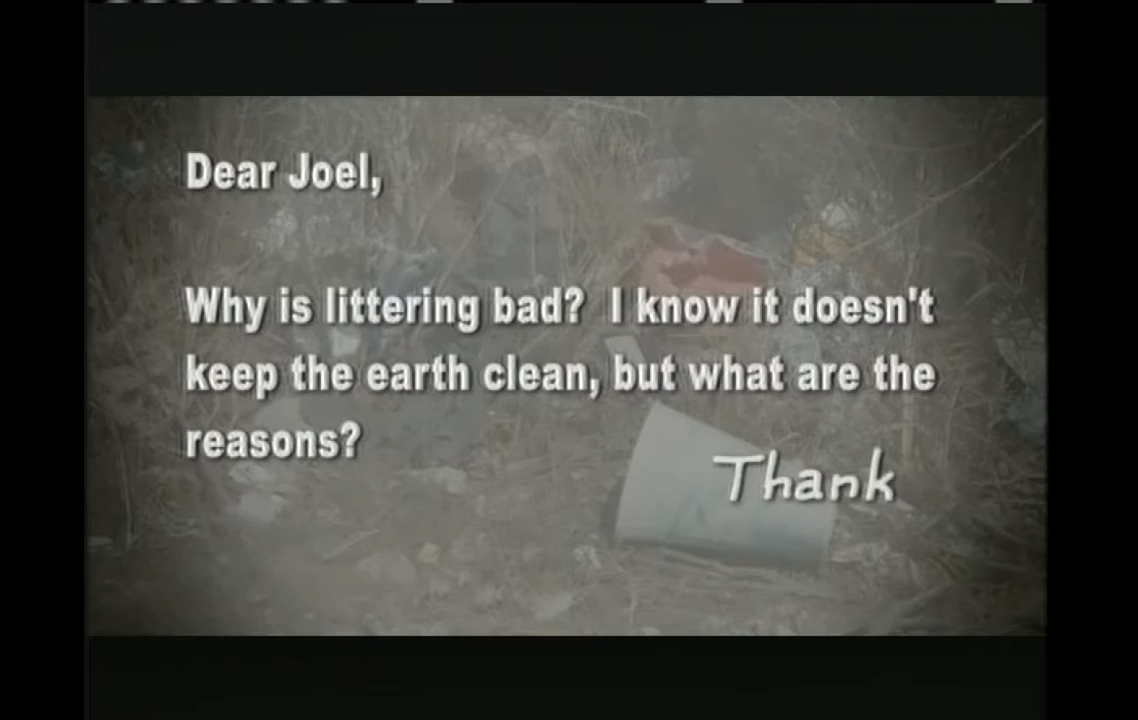 Dear Joel,
Why is littering bad?  I know it doesn't
keep the earth clean, but what are the
reasons?
Thank